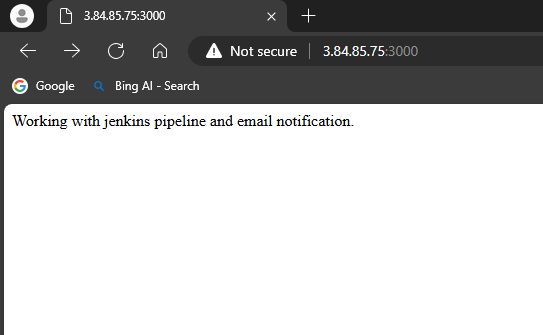 3.84.85.75:3000
Not secure 3.84.85.75:3000
Google Bing AI - Search
Working with jenkins pipeline and email notification.